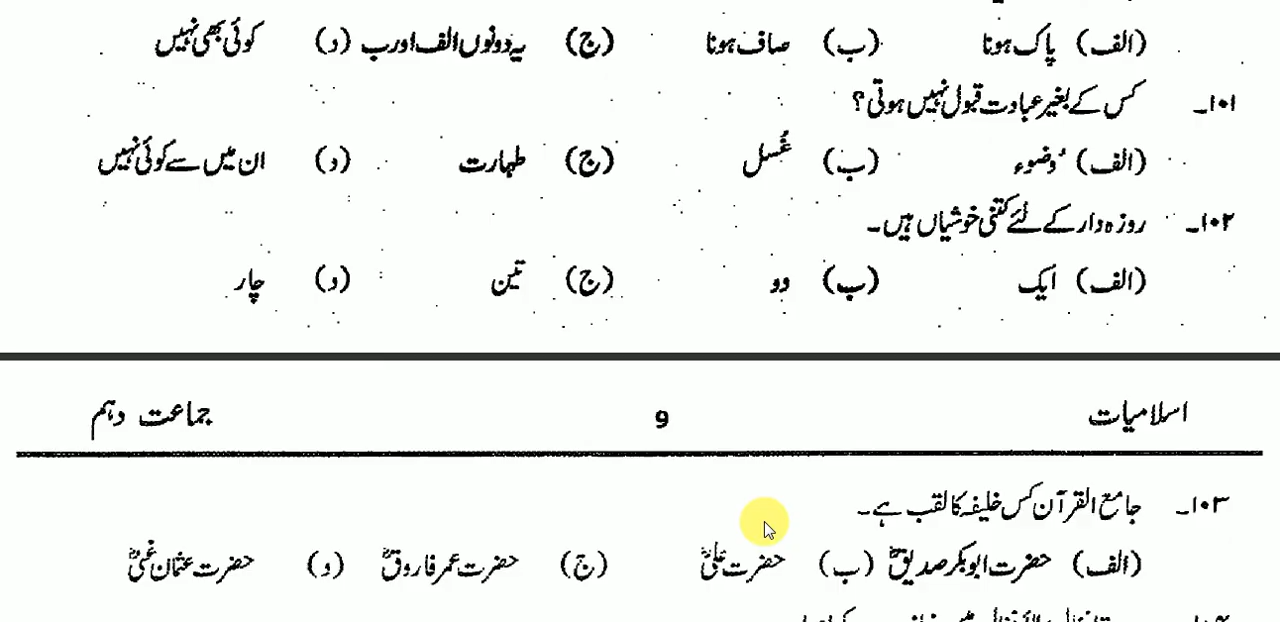 (الف) پاک ہونا (ب) صاف ہونا (ج) یہ دونوں الف اور ب (د) کوئی بھی نہیں
۱۰۱۔ کس کے بغیر عبادت قبول نہیں ہوتی؟
(الف) وضوء (ب) غُسل (ج) طہارت (د) ان میں سے کوئی نہیں
۱۰۲۔ روزہ دار کے لئے کتنی خوشیاں ہیں۔
(الف) ایک (ب) دو (ج) تین (د) چار
اسلامیات 9 جماعت دہم
۱۰۳۔ جامع القرآن کس خلیفہ کا لقب ہے۔
(الف) حضرت ابوبکر صدیقؓ (ب) حضرت علیؓ (ج) حضرت عمر فاروقؓ (د) حضرت عثمان غنیؓ